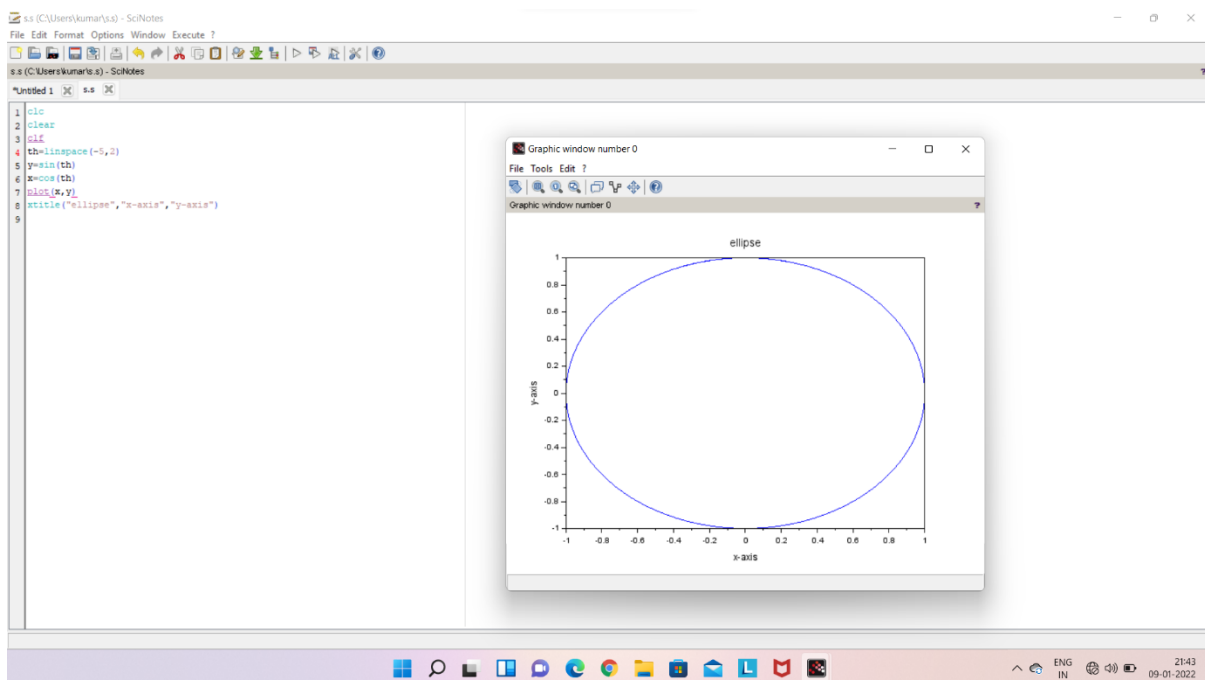 s.s (C:\Users\kumar\s.s) - SciNotes
File Edit Format Options Window Execute ?
s.s (C:\Users\kumar\s.s) - SciNotes ?
*Untitled 1 s.s
1 clc
2 clear
3 clf
4 th=linspace(-5,2)
5 y=sin(th)
6 x=cos(th)
7 plot(x,y)
8 xtitle("ellipse","x-axis","y-axis")
9
Graphic window number 0
File Tools Edit ?
Graphic window number 0 ?
ellipse
1
0.8
0.6
0.4
0.2
0
-0.2
-0.4
-0.6
-0.8
-1
y-axis
-1 -0.8 -0.6 -0.4 -0.2 0 0.2 0.4 0.6 0.8 1
x-axis
L
ENG
IN
21:43
09-01-2022